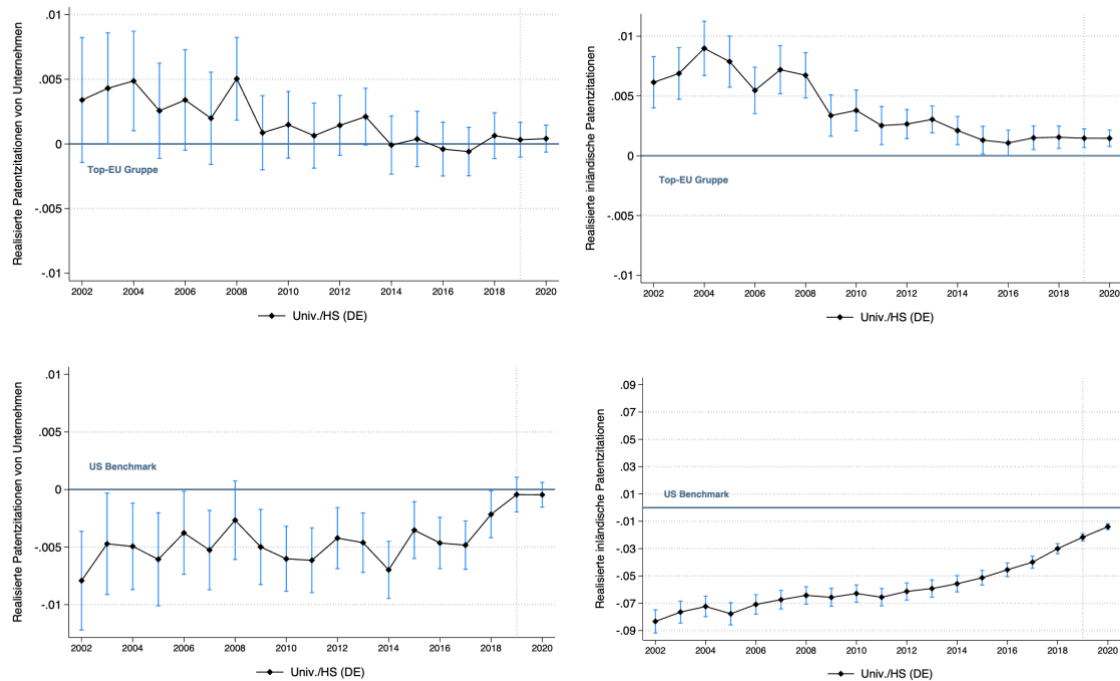 Realisierte Patentzitationen von Unternehmen
.01
.005
0
-.005
-.01
Top-EU Gruppe
2002 2004 2006 2008 2010 2012 2014 2016 2018 2020
Univ./HS (DE)
Realisierte inländische Patentzitationen
.01
.005
0
-.005
-.01
Top-EU Gruppe
2002 2004 2006 2008 2010 2012 2014 2016 2018 2020
Univ./HS (DE)
Realisierte Patentzitationen von Unternehmen
.01
.005
0
-.005
-.01
US Benchmark
2002 2004 2006 2008 2010 2012 2014 2016 2018 2020
Univ./HS (DE)
Realisierte inländische Patentzitationen
.09
.07
.05
.03
.01
-.01
-.03
-.05
-.07
-.09
US Benchmark
2002 2004 2006 2008 2010 2012 2014 2016 2018 2020
Univ./HS (DE)